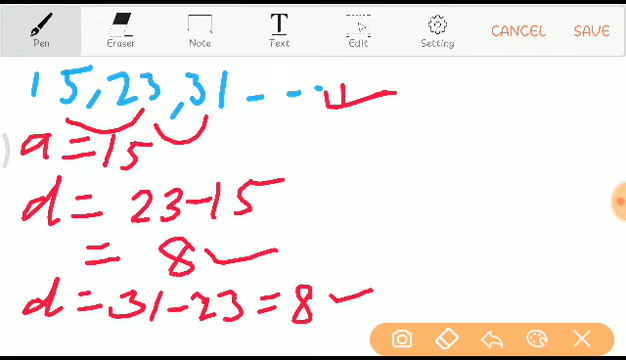 Pen Eraser Note Text Edit Setting CANCEL SAVE
15, 23, 31 - - ..
a = 15
d = 23 - 15
= 8
d = 31 - 23 = 8